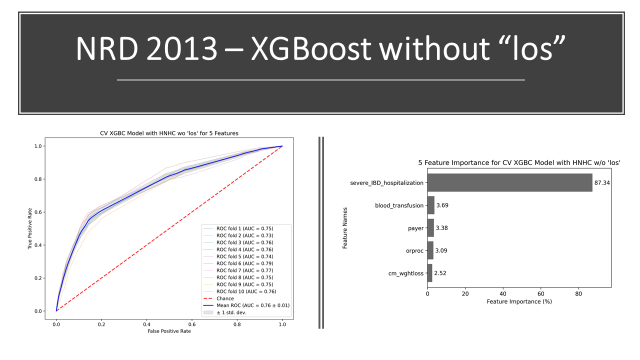 NRD 2013 – XGBoost without “los”
CV XGBC Model with HNHC wo 'los' for 5 Features
True Positive Rate
1.0
0.8
0.6
0.4
0.2
0.0
ROC fold 1 (AUC = 0.75)
ROC fold 2 (AUC = 0.73)
ROC fold 3 (AUC = 0.76)
ROC fold 4 (AUC = 0.76)
ROC fold 5 (AUC = 0.74)
ROC fold 6 (AUC = 0.79)
ROC fold 7 (AUC = 0.77)
ROC fold 8 (AUC = 0.75)
ROC fold 9 (AUC = 0.75)
ROC fold 10 (AUC = 0.76)
Chance
Mean ROC (AUC = 0.76 ± 0.01)
± 1 std. dev.
0.0 0.2 0.4 0.6 0.8 1.0
False Positive Rate
5 Feature Importance for CV XGBC Model with HNHC w/o 'los'
Feature Names
severe_IBD_hospitalization 87.34
blood_transfusion 3.69
payer 3.38
orproc 3.09
cm_wghtloss 2.52
0 20 40 60 80
Feature Importance (%)